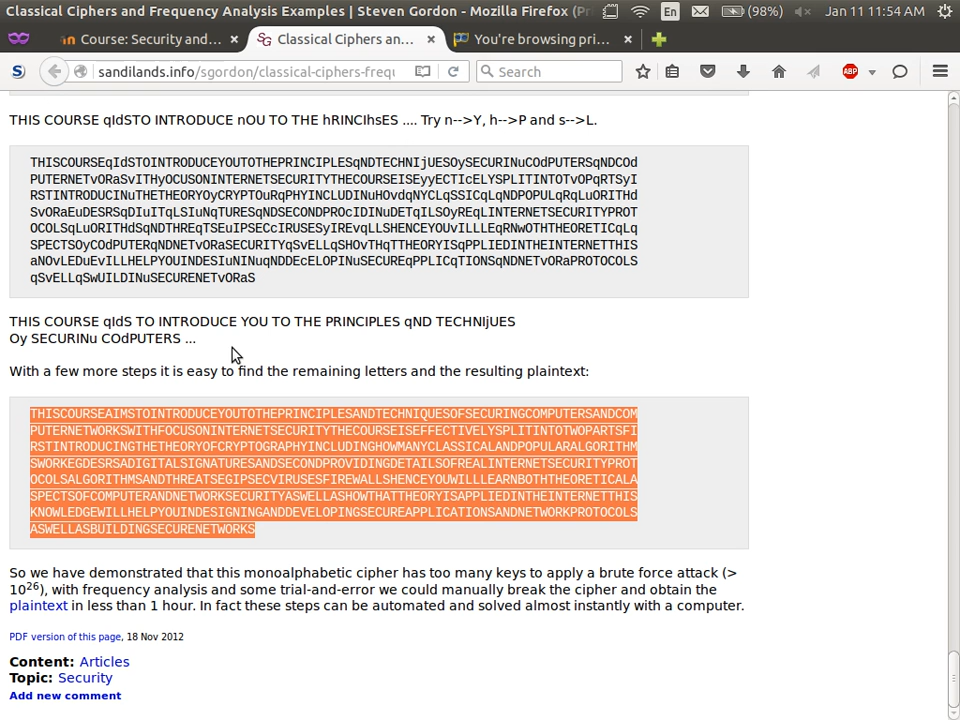 Classical Ciphers and Frequency Analysis Examples | Steven Gordon - Mozilla Firefox (Pr
En
(98%)
Jan 11 11:54 AM
Course: Security and...
Classical Ciphers an...
You're browsing pri...
sandilands.info/sgordon/classical-ciphers-frequ
Search
ABP
THIS COURSE qIdSTO INTRODUCE nOU TO THE hRINCIhsES .... Try n-->Y, h-->P and s-->L.
THISCOURSEqIdSTOINTRODUCEYOUTOTHEPRINCIPLESqNDTECHNIjUESOySECURINuCOdPUTERSqNDCOd
PUTERNETvORaSvITHyOCUSONINTERNETSECURITYTHECOURSEISEyyECTIcELYSPLITINTOTvOPqRTSyI
RSTINTRODUCINuTHETHEORYOyCRYPTOuRqPHYINCLUDINuHOvdqNYCLqSSICqLqNDPOPULqRqLuORITHd
SvORaEuDESRSqDIuITqLSIuNqTURESqNDSECONDPROcIDINuDETqILSOyREqLINTERNETSECURITYPROT
OCOLSqLuORITHdSqNDTHREqTSEuIPSECcIRUSESyIREvqLLSHENCEYOUvILLLEqRNwOTHTHEORETICqLq
SPECTSOyCOdPUTERqNDNETvORaSECURITYqSvELLqSHOvTHqTTHEORYISqPPLIEDINTHEINTERNETTHIS
aNOvLEDuEvILLHELPYOUINDESIuNINuqNDDEcELOPINuSECUREqPPLICqTIONSqNDNETvORaPROTOCOLS
qSvELLqSwUILDINuSECURENETvORaS
THIS COURSE qIdS TO INTRODUCE YOU TO THE PRINCIPLES qND TECHNIjUES
Oy SECURINu COdPUTERS ...
With a few more steps it is easy to find the remaining letters and the resulting plaintext:
THISCOURSEAIMSTOINTRODUCEYOUTOTHEPRINCIPLESANDTECHNIQUESOFSECURINGCOMPUTERSANDCOM
PUTERNETWORKSWITHFOCUSONINTERNETSECURITYTHECOURSEISEFFECTIVELYSPLITINTOTWOPARTSFI
RSTINTRODUCINGTHETHEORYOFCRYPTOGRAPHYINCLUDINGHOWMANYCLASSICALANDPOPULARALGORITHM
SWORKEGDESRSADIGITALSIGNATURESANDSECONDPROVIDINGDETAILSOFREALINTERNETSECURITYPROT
OCOLSALGORITHMSANDTHREATSEGIPSECVIRUSESFIREWALLSHENCEYOUWILLLEARNBOTHTHEORETICALA
SPECTSOFCOMPUTERANDNETWORKSECURITYASWELLASHOWTHATTHEORYISAPPLIEDINTHEINTERNETTHIS
KNOWLEDGEWILLHELPYOUINDESIGNINGANDDEVELOPINGSECUREAPPLICATIONSANDNETWORKPROTOCOLS
ASWELLASBUILDINGSECURENETWORKS
So we have demonstrated that this monoalphabetic cipher has too many keys to apply a brute force attack (>
10^26), with frequency analysis and some trial-and-error we could manually break the cipher and obtain the
plaintext in less than 1 hour. In fact these steps can be automated and solved almost instantly with a computer.
PDF version of this page, 18 Nov 2012
Content: Articles
Topic: Security
Add new comment